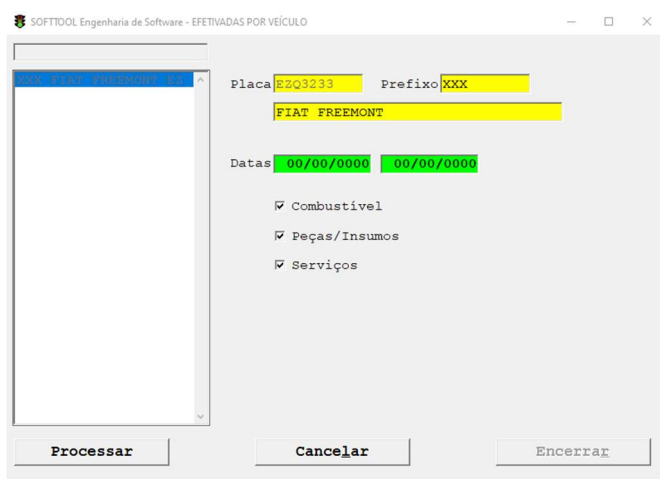 SOFTTOOL Engenharia de Software - EFETIVADAS POR VEÍCULO
XXX FIAT FREEMONT EZ
Placa EZQ3233 Prefixo XXX
FIAT FREEMONT
Datas 00/00/0000 00/00/0000
Combustível
Peças/Insumos
Serviços
Processar Cancelar Encerrar